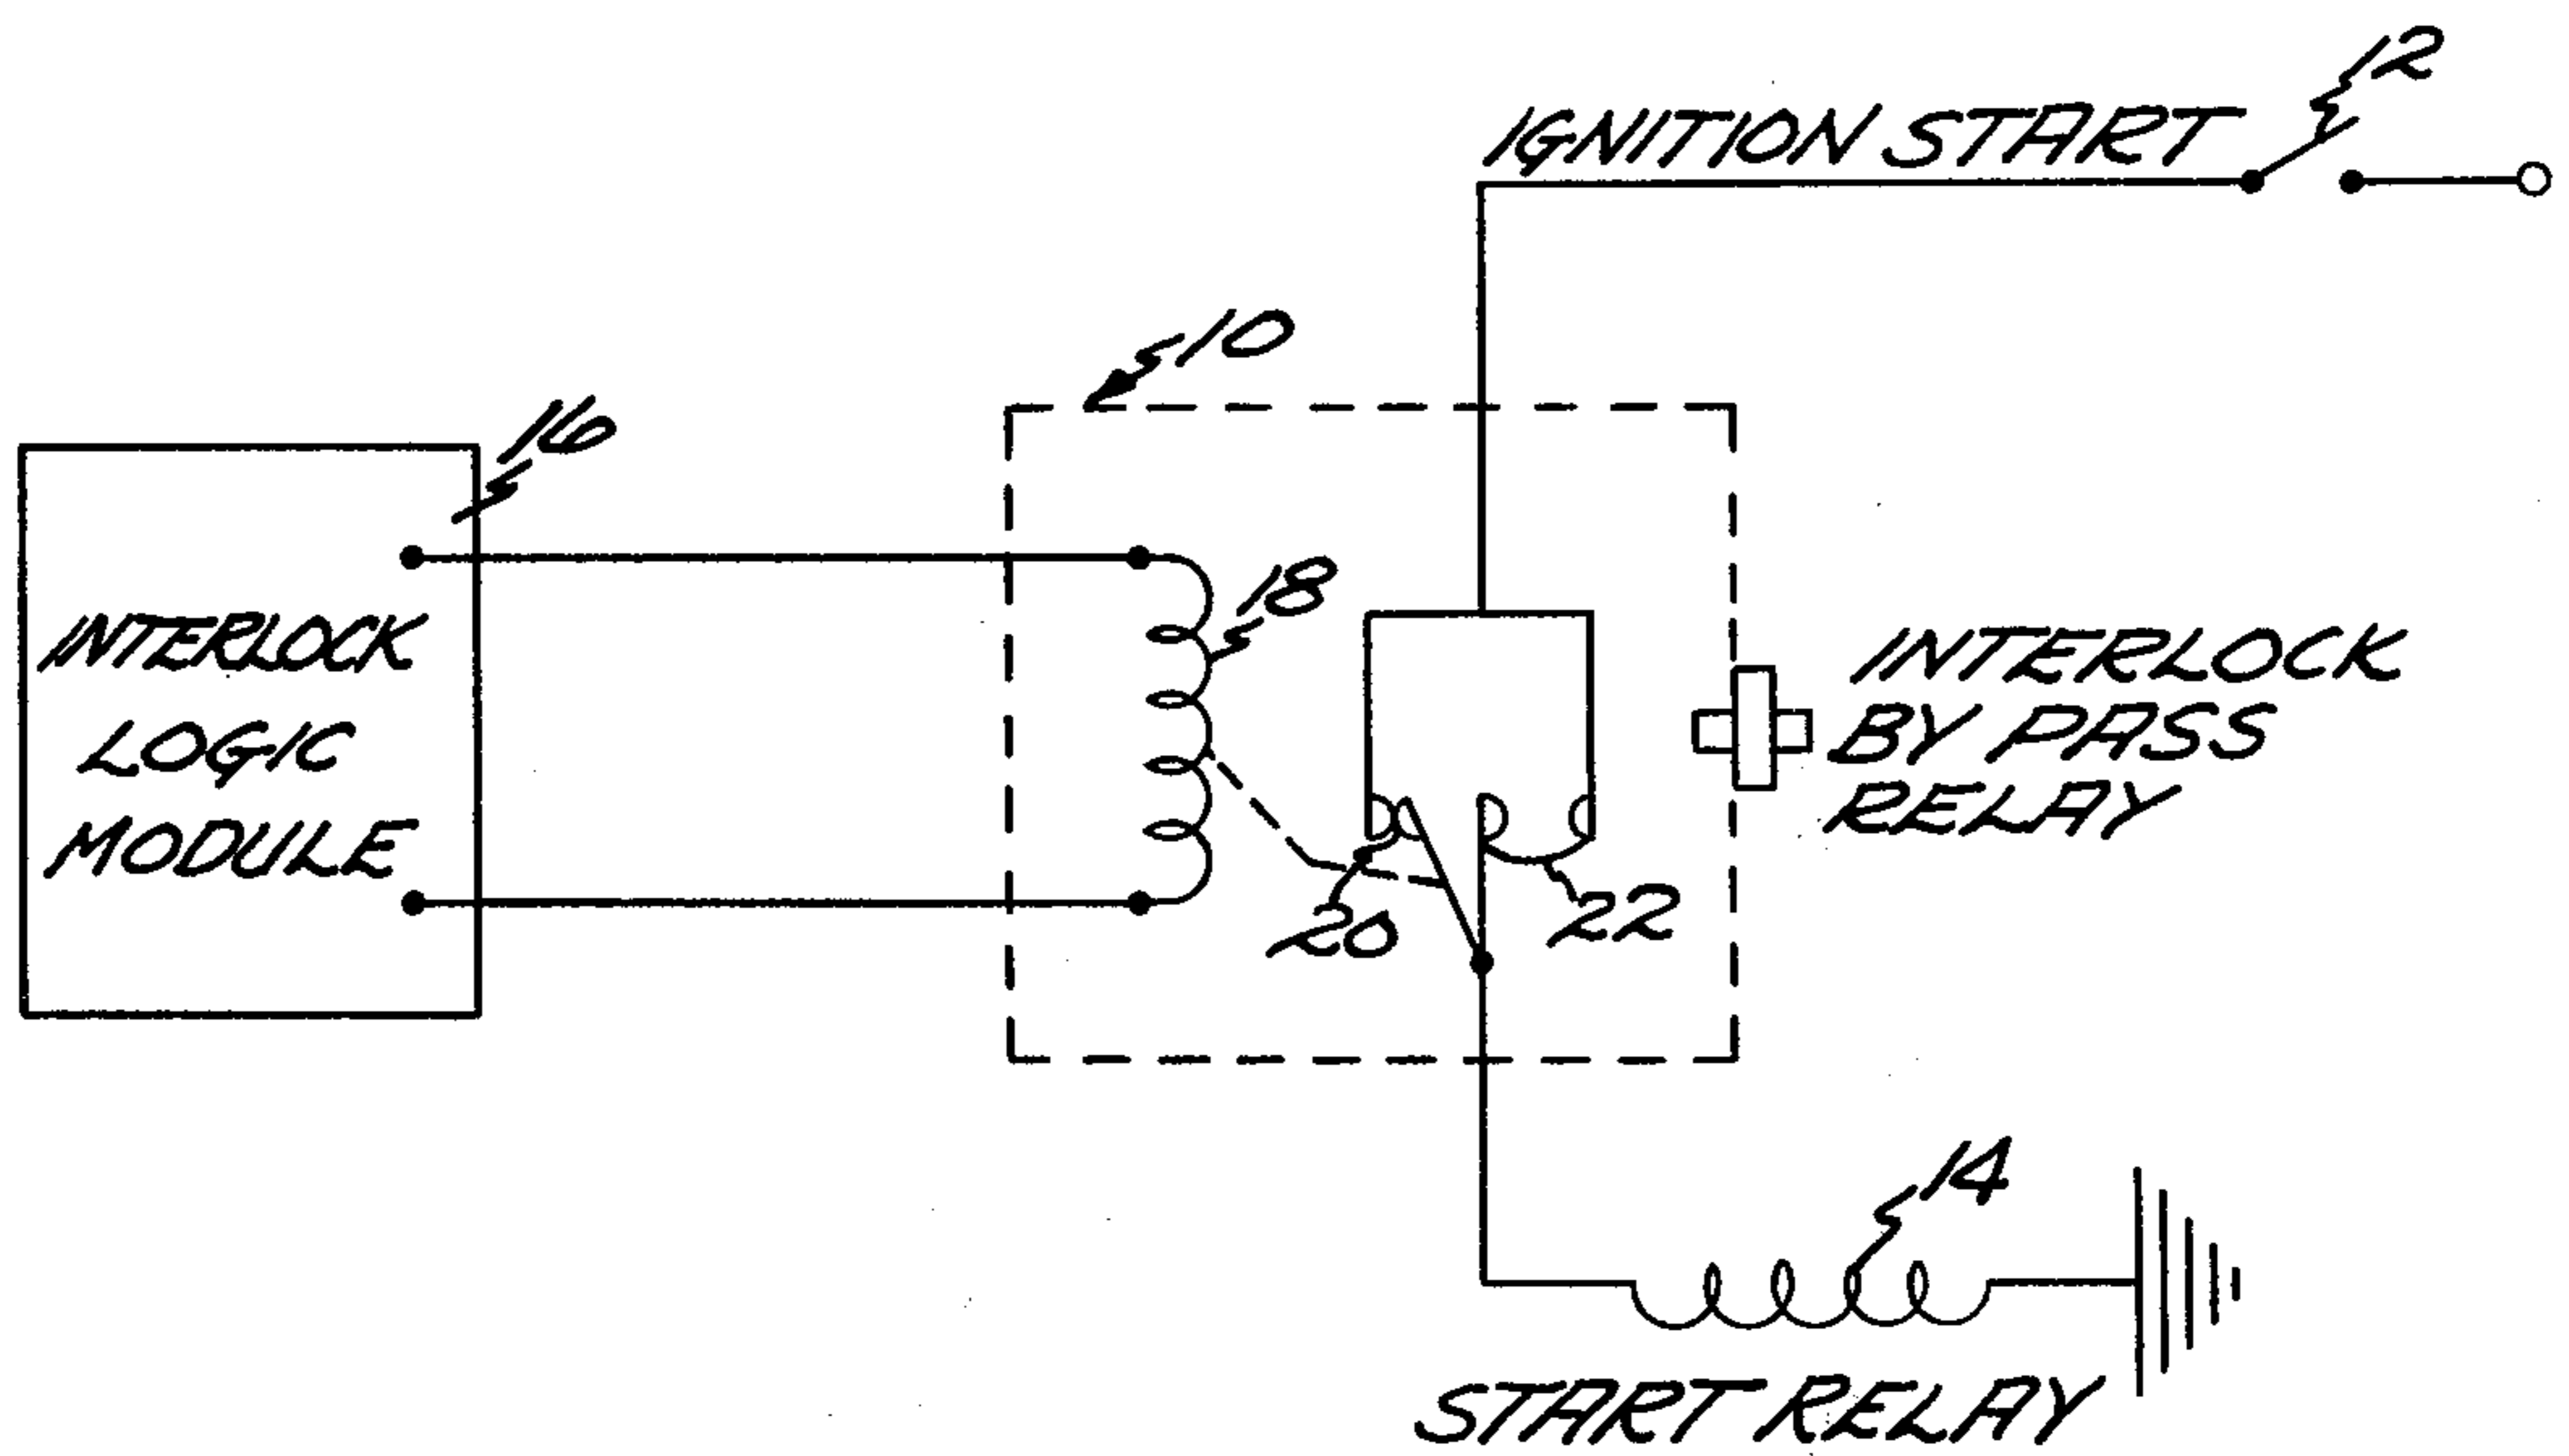 12
IGNITION START
10
16
18
INTERLOCK
LOGIC
MODULE
INTERLOCK
BY PASS
RELAY
20
22
14
START RELAY